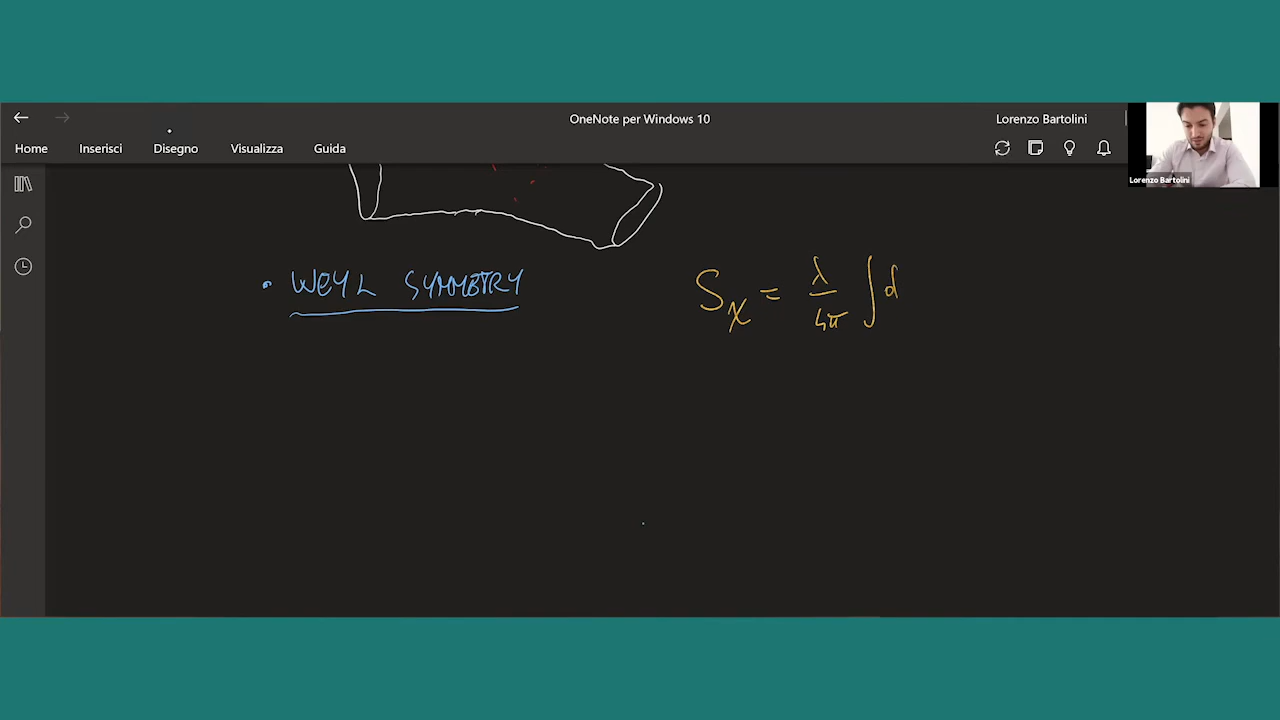 OneNote per Windows 10
Lorenzo Bartolini
Home Inserisci Disegno Visualizza Guida
Lorenzo Bartolini
• WEYL SYMMETRY
S_χ = λ/4π ∫d